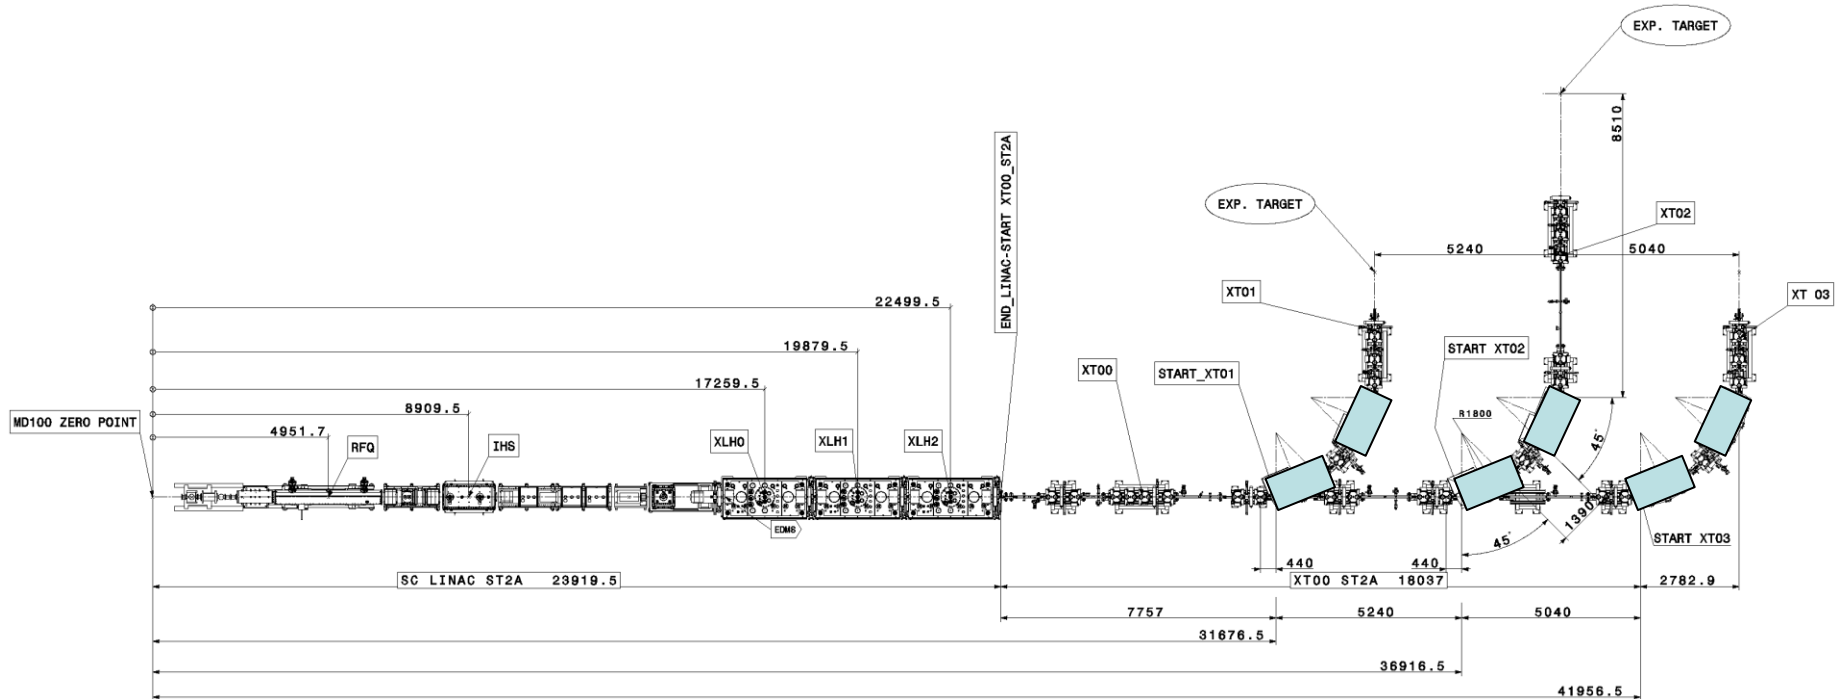 EXP. TARGET
8510
END_LINAC-START XT00_ST2A
EXP. TARGET
XT02
5240
5040
XT01
XT 03
22499.5
19879.5
START XT02
17259.5
XT00
START_XT01
8909.5
R1800
MD100 ZERO POINT
4951.7
RFQ
IHS
XLH0
XLH1
XLH2
45°
EDMS
1390
45°
START XT03
440
440
SC LINAC ST2A 23919.5
XT00 ST2A 18037
2782.9
7757
5240
5040
31676.5
36916.5
41956.5